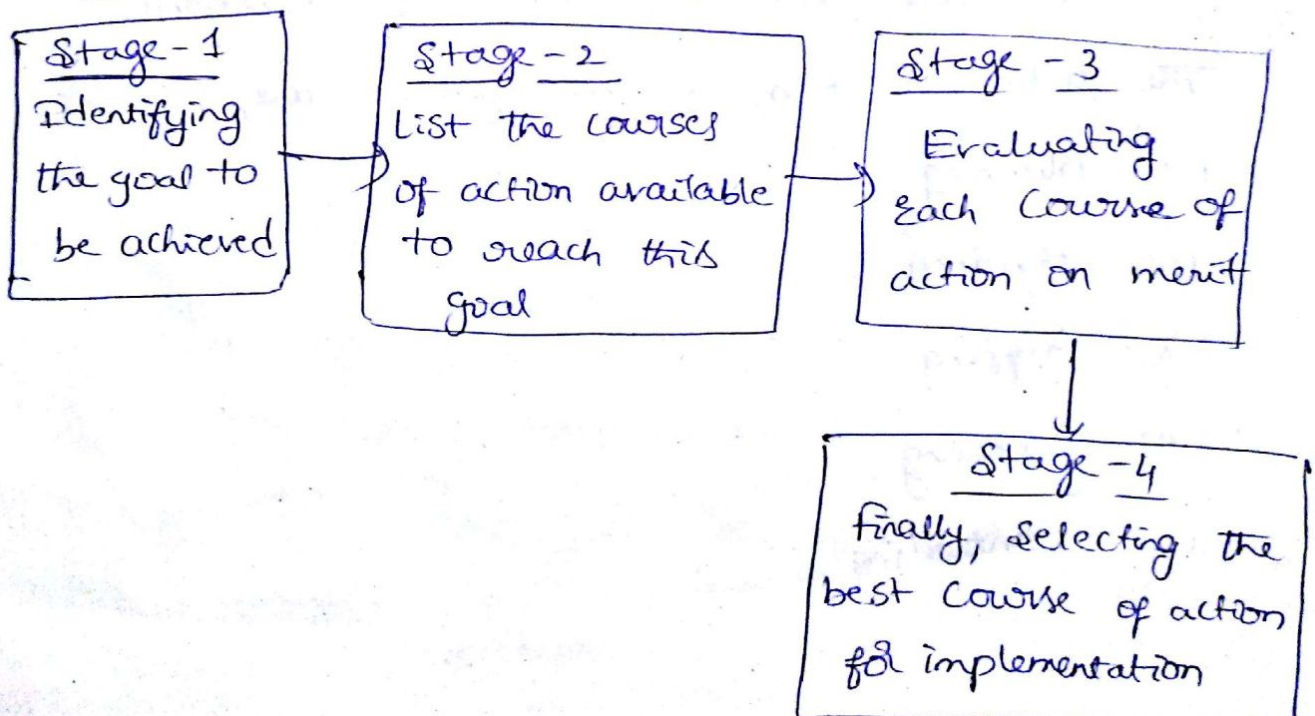 Stage - 1
Identifying
the goal to
be achieved
Stage - 2
List the courses
of action available
to reach this
goal
Stage - 3
Evaluating
Each Course of
action on merit
Stage - 4
finally, Selecting the
best Course of action
for implementation